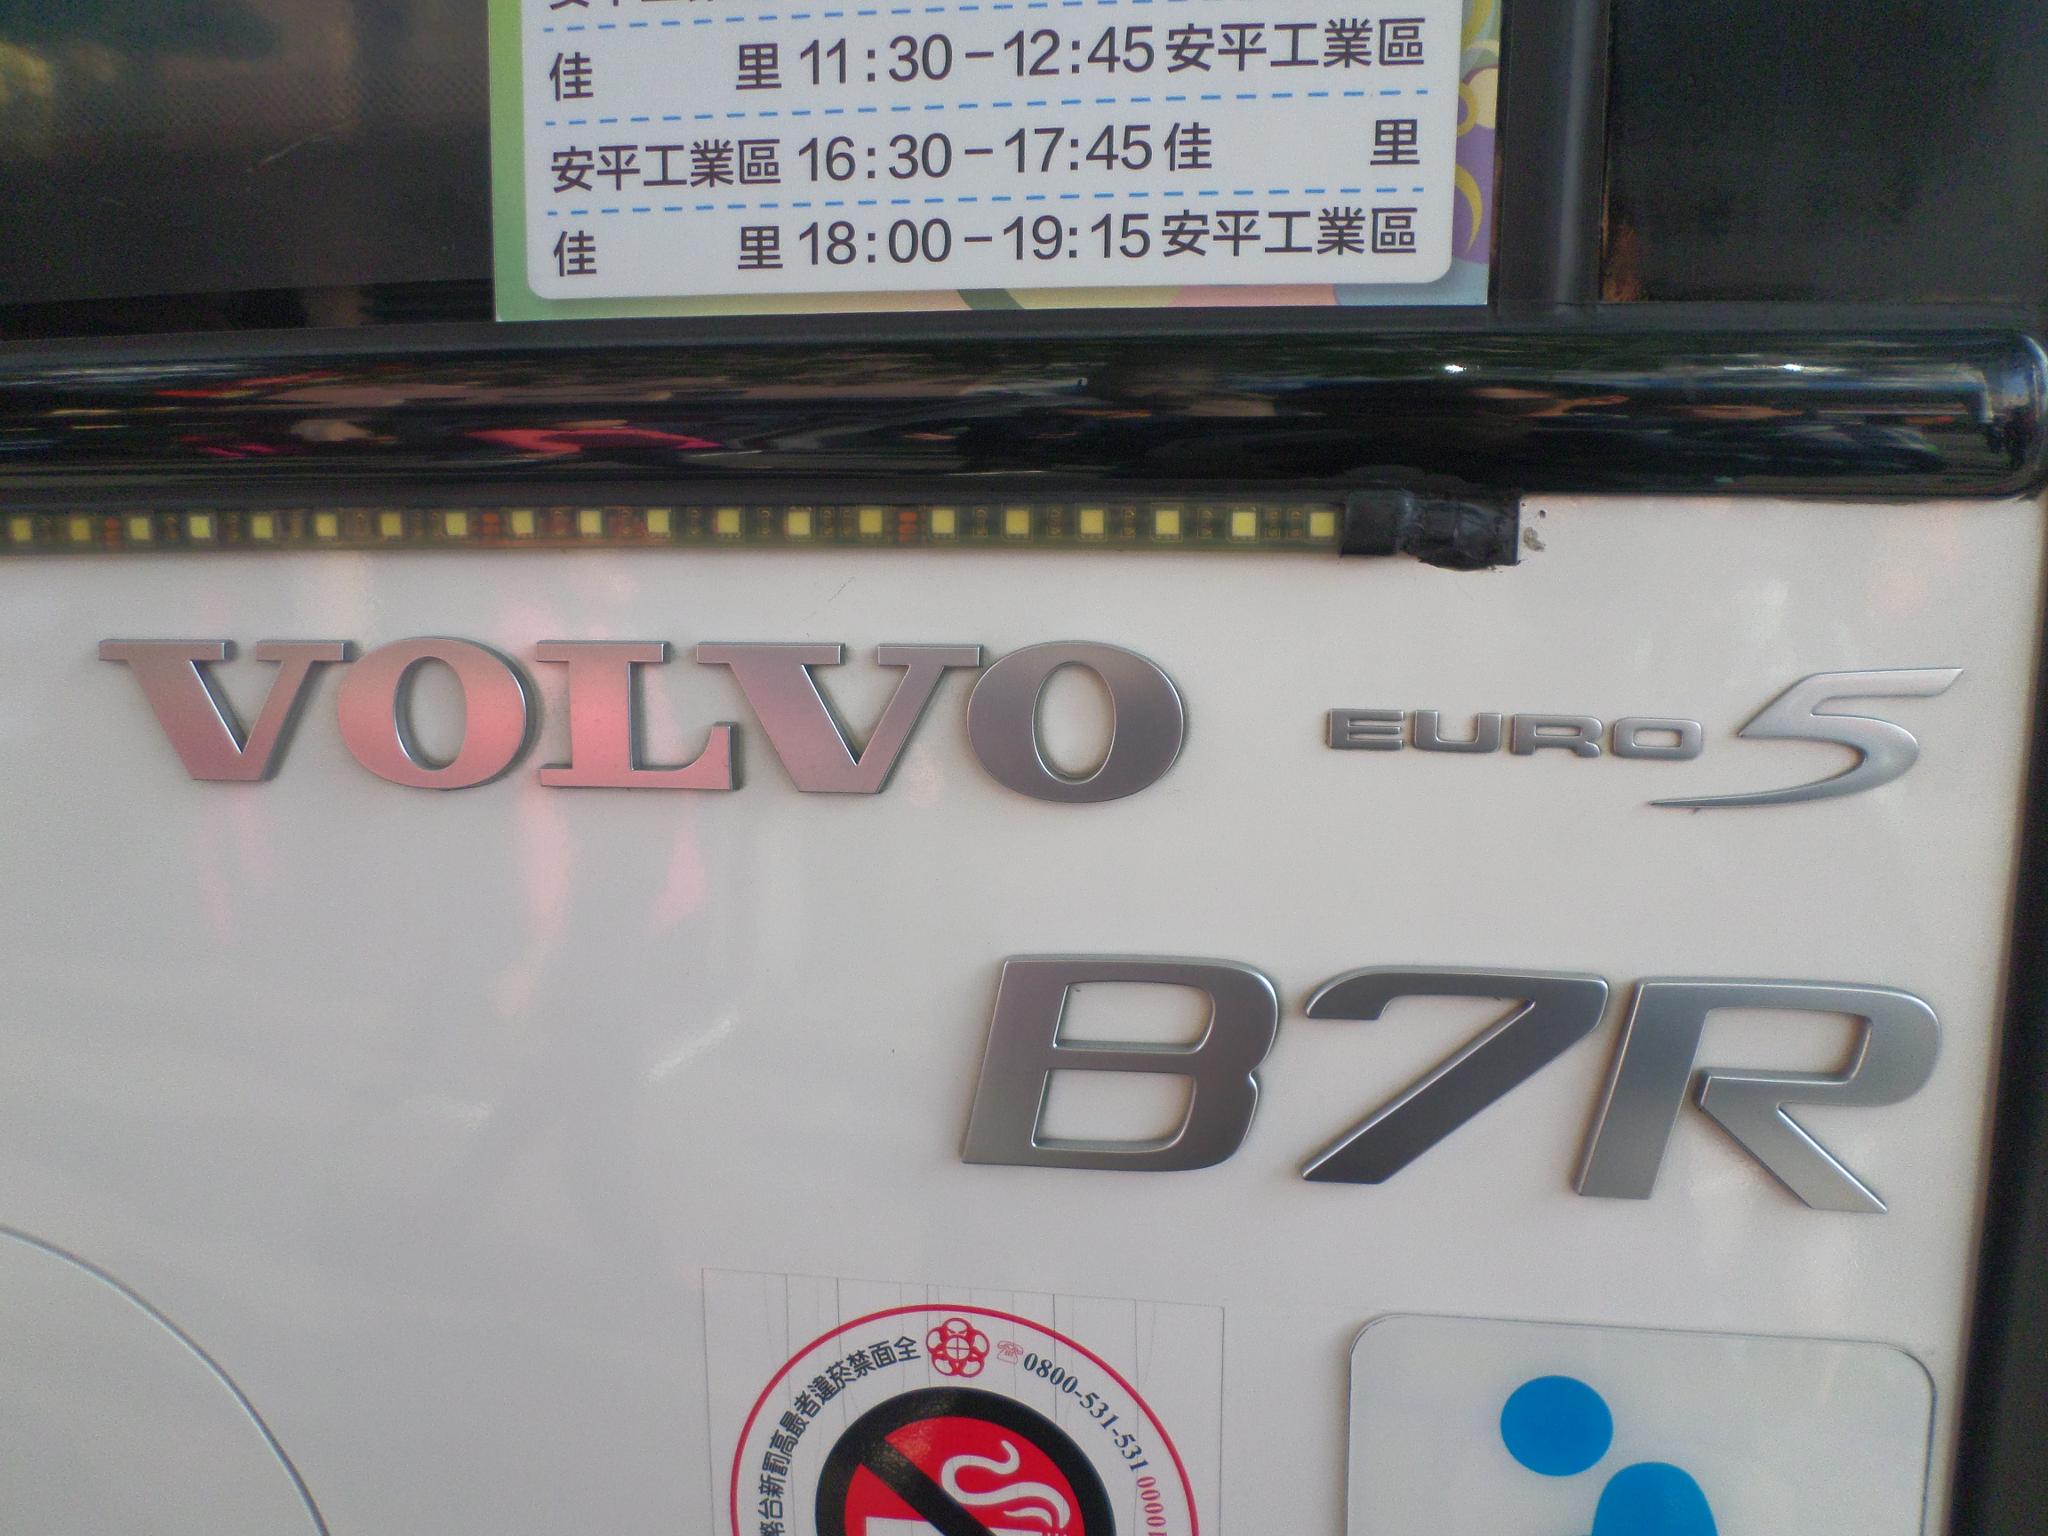 佳里 11:30-12:45 安平工業區
安平工業區 16:30-17:45 佳里
佳里 18:00-19:15 安平工業區
VOLVO EURO 5
B7R
全面禁菸違者最高罰新台幣
0800-531-531